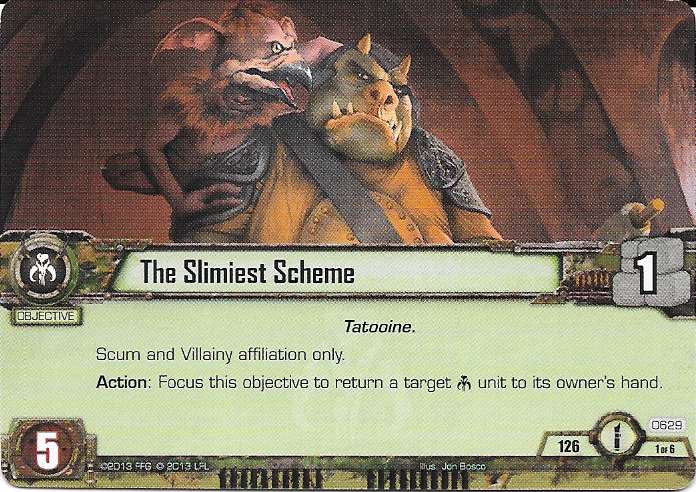 The Slimiest Scheme
1
OBJECTIVE
Tatooine.
Scum and Villainy affiliation only.
Action: Focus this objective to return a target unit to its owner's hand.
5
©2013 FFG © 2013 LFL
Illus. Jon Bosco
126
0629
1 of 6